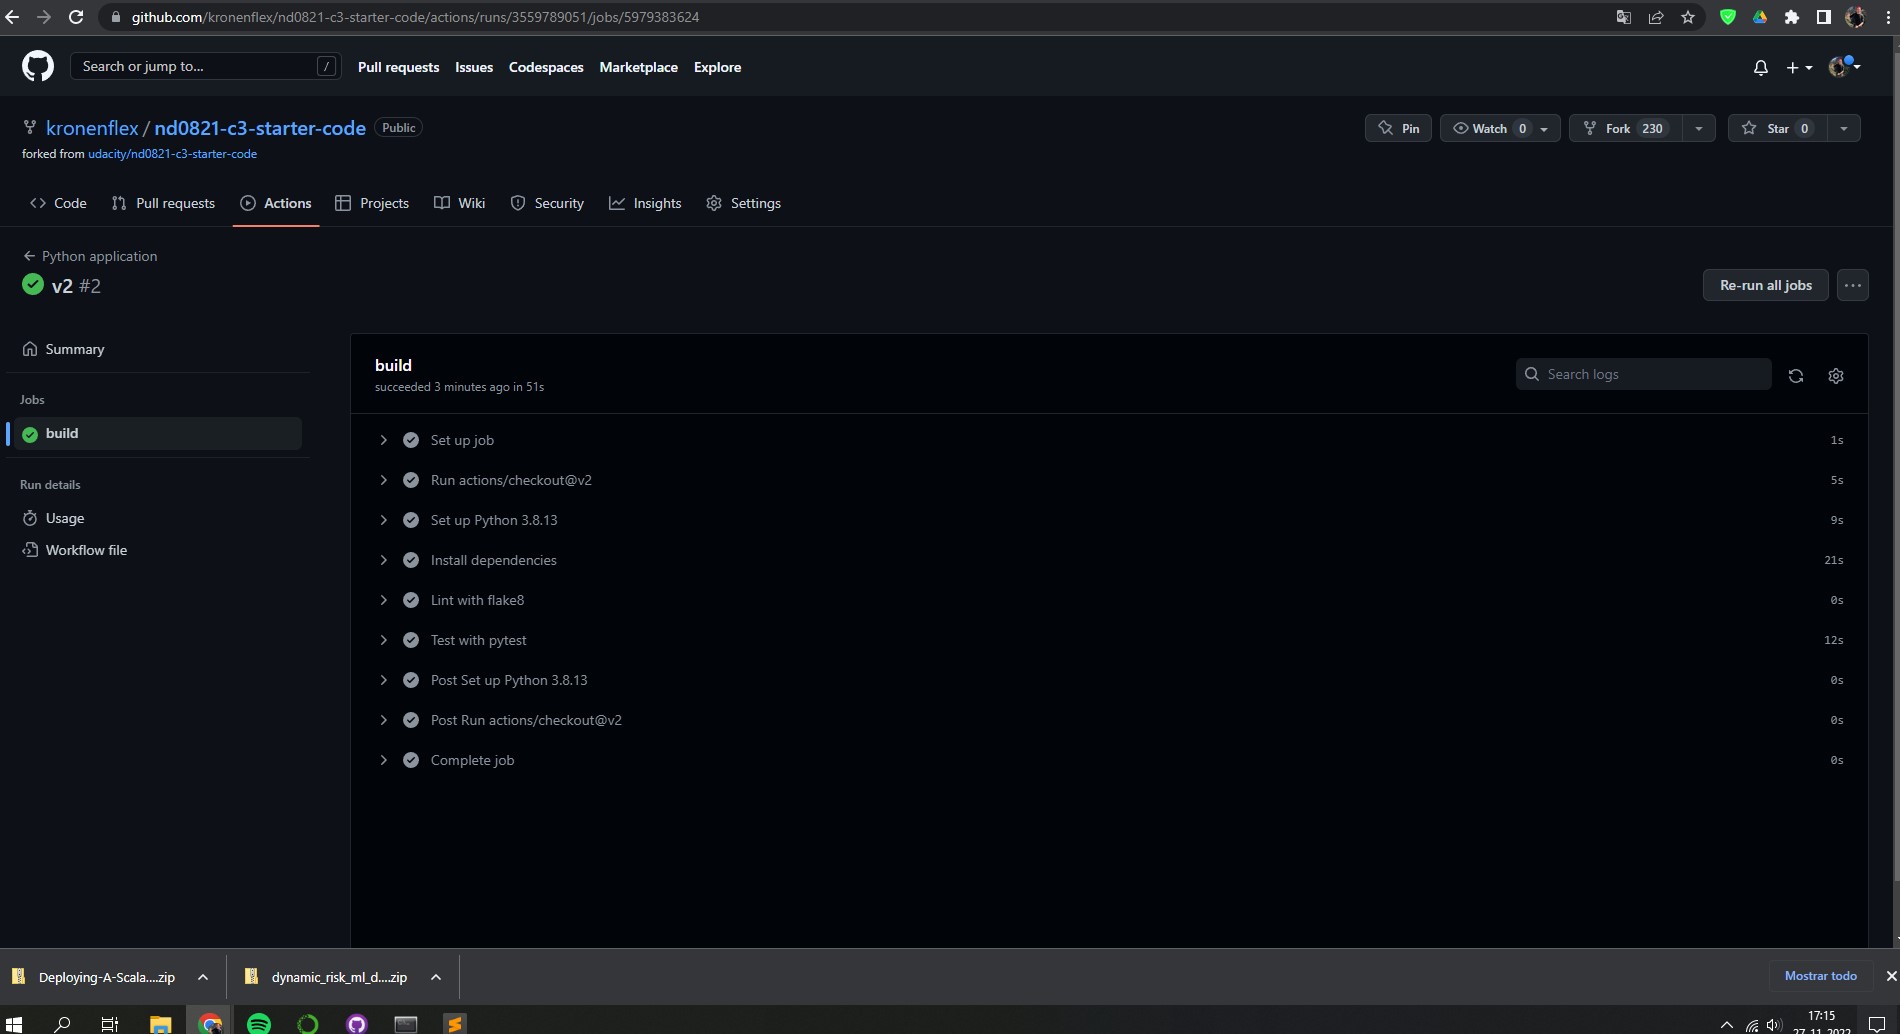 github.com/kronenflex/nd0821-c3-starter-code/actions/runs/3559789051/jobs/5979383624
Search or jump to... /
Pull requests Issues Codespaces Marketplace Explore
kronenflex / nd0821-c3-starter-code Public
Pin Watch 0 Fork 230 Star 0
forked from udacity/nd0821-c3-starter-code
Code Pull requests Actions Projects Wiki Security Insights Settings
Python application
v2 #2
Re-run all jobs
Summary
Jobs
build
Run details
Usage
Workflow file
build
succeeded 3 minutes ago in 51s
Search logs
Set up job 1s
Run actions/checkout@v2 5s
Set up Python 3.8.13 9s
Install dependencies 21s
Lint with flake8 0s
Test with pytest 12s
Post Set up Python 3.8.13 0s
Post Run actions/checkout@v2 0s
Complete job 0s
Deploying-A-Scala....zip
dynamic_risk_ml_d....zip
Mostrar todo
17:15
27-11-2022